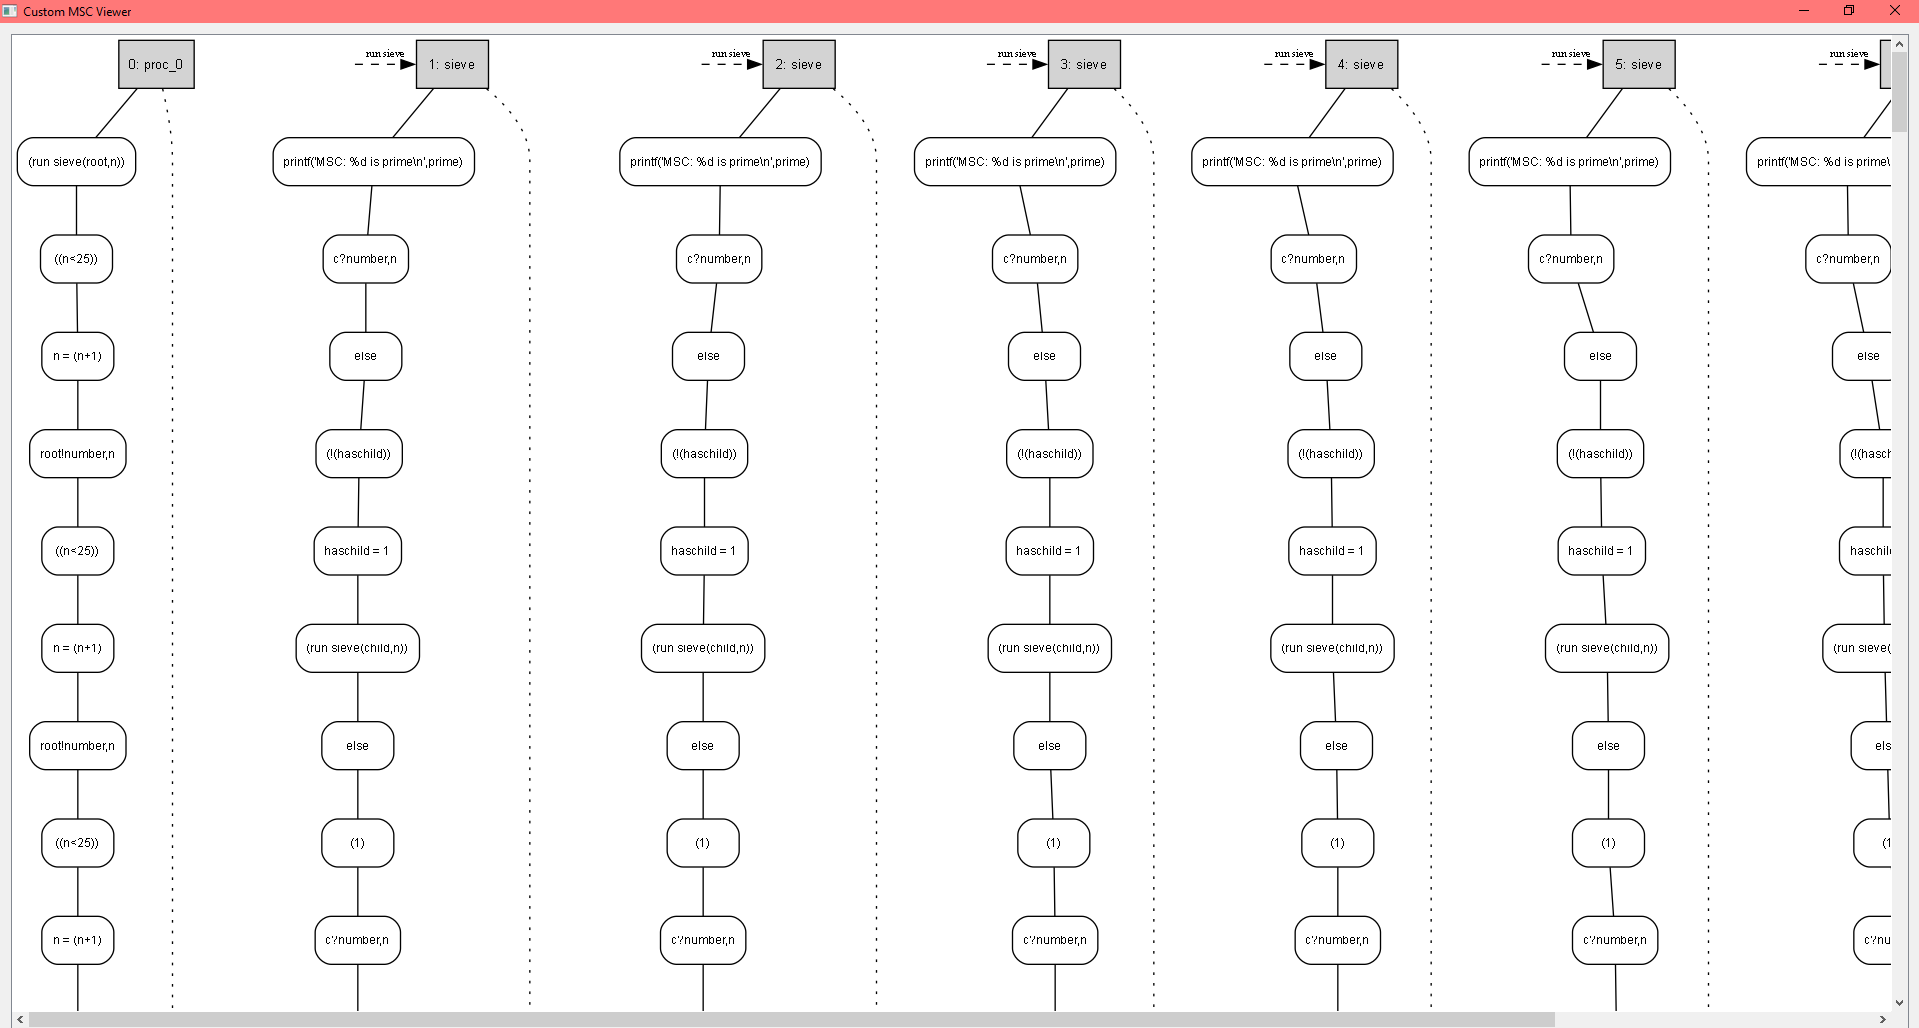 Custom MSC Viewer
0: proc_0
run sieve
1: sieve
run sieve
2: sieve
run sieve
3: sieve
run sieve
4: sieve
run sieve
5: sieve
run sieve
(run sieve(root,n))
printf('MSC: %d is prime\n',prime)
printf('MSC: %d is prime\n',prime)
printf('MSC: %d is prime\n',prime)
printf('MSC: %d is prime\n',prime)
printf('MSC: %d is prime\n',prime)
printf('MSC: %d is prime\
((n<25))
c?number,n
c?number,n
c?number,n
c?number,n
c?number,n
c?number,n
n = (n+1)
else
else
else
else
else
else
root!number,n
(!(haschild))
(!(haschild))
(!(haschild))
(!(haschild))
(!(haschild))
(!(hasch
((n<25))
haschild = 1
haschild = 1
haschild = 1
haschild = 1
haschild = 1
haschil
n = (n+1)
(run sieve(child,n))
(run sieve(child,n))
(run sieve(child,n))
(run sieve(child,n))
(run sieve(child,n))
(run sieve(
root!number,n
else
else
else
else
else
els
((n<25))
(1)
(1)
(1)
(1)
(1)
(1
n = (n+1)
c?number,n
c?number,n
c?number,n
c?number,n
c?number,n
c?nu